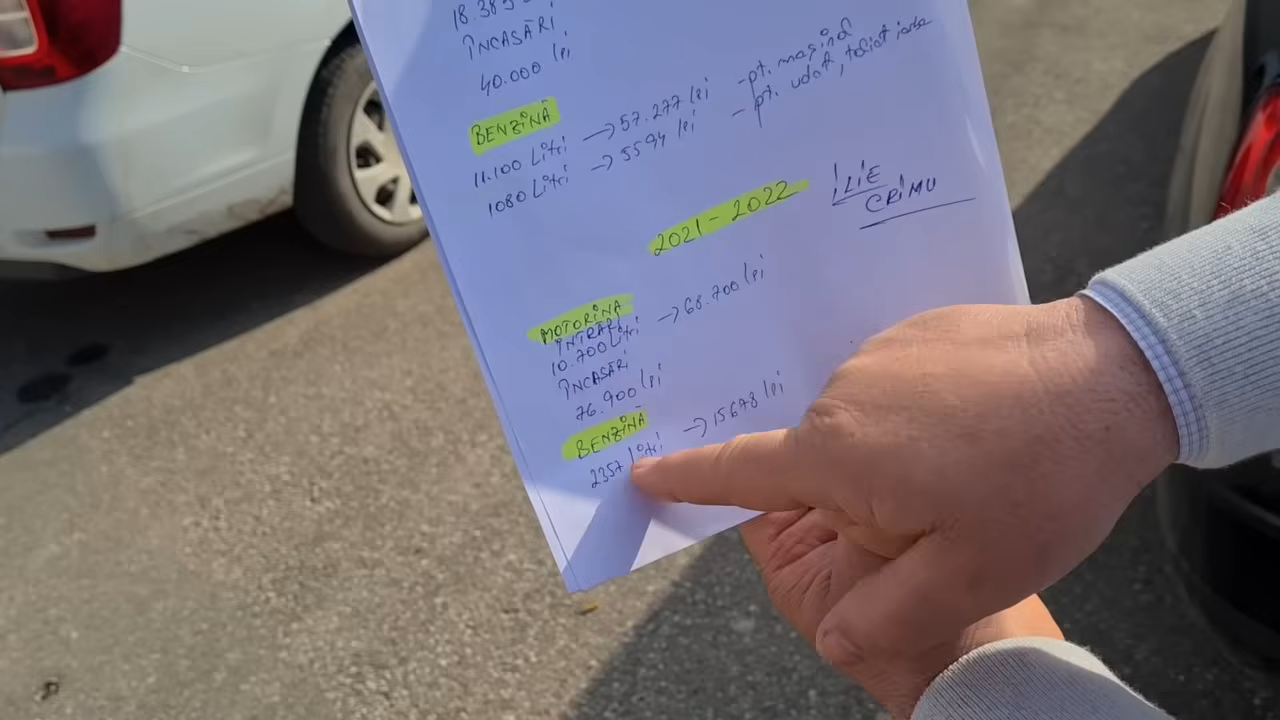 ÎNCASĂRI
40.000 lei
BENZINĂ
11.100 Litri → 57.277 lei - pt. mașină
1080 Litri → 5594 lei - pt. udat, tăiat iarba
2021 - 2022
ILIE
CRIMU
MOTORINA
INTRĂRI
10.700 Litri → 68.700 lei
ÎNCASĂRI
76.900 lei
BENZINĂ
2357 litri → 15678 lei